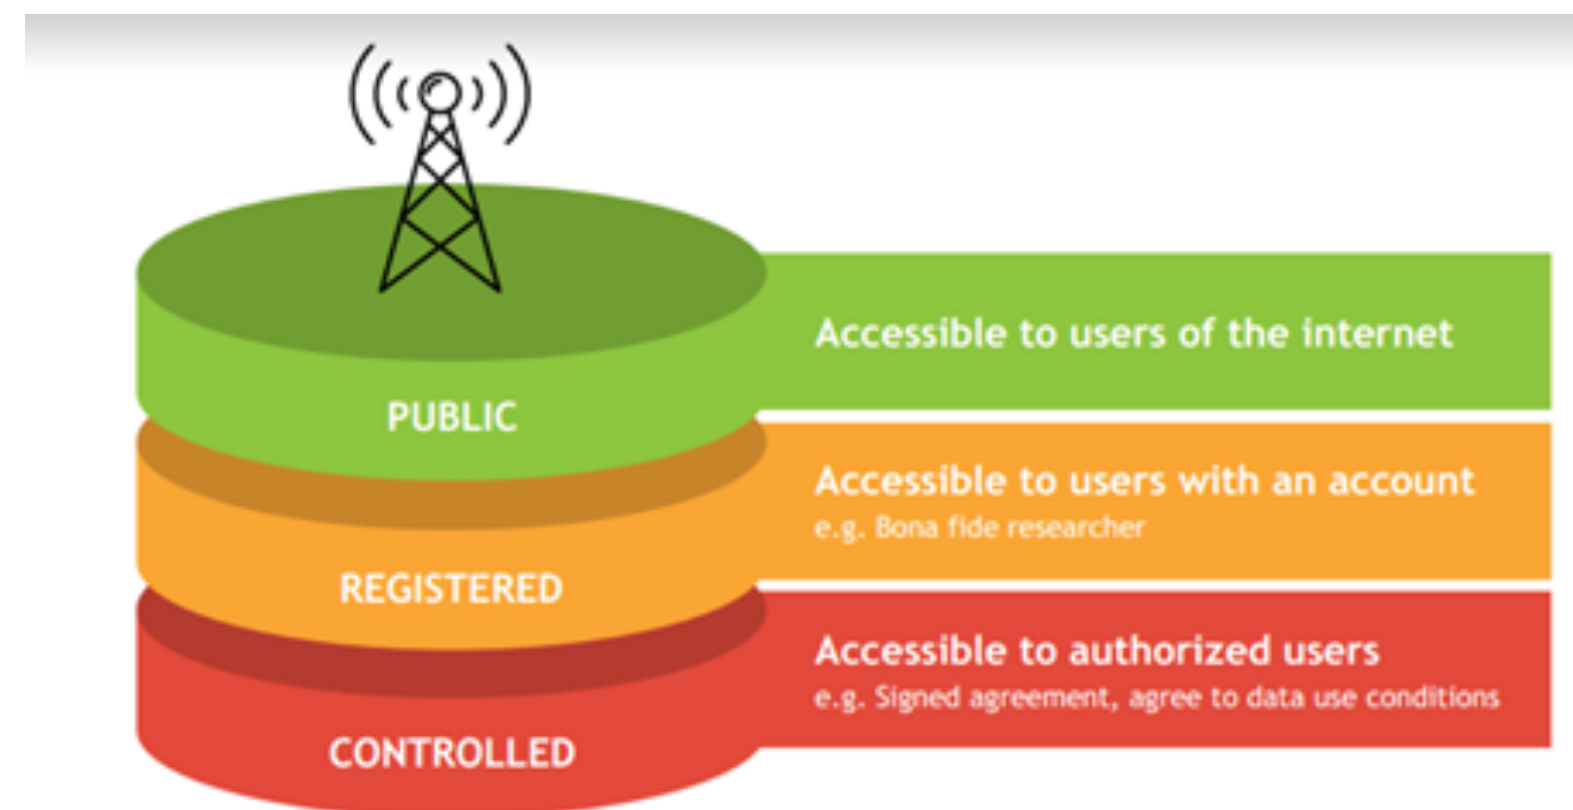 PUBLIC
Accessible to users of the internet
REGISTERED
Accessible to users with an account
e.g. Bona fide researcher
CONTROLLED
Accessible to authorized users
e.g. Signed agreement, agree to data use conditions